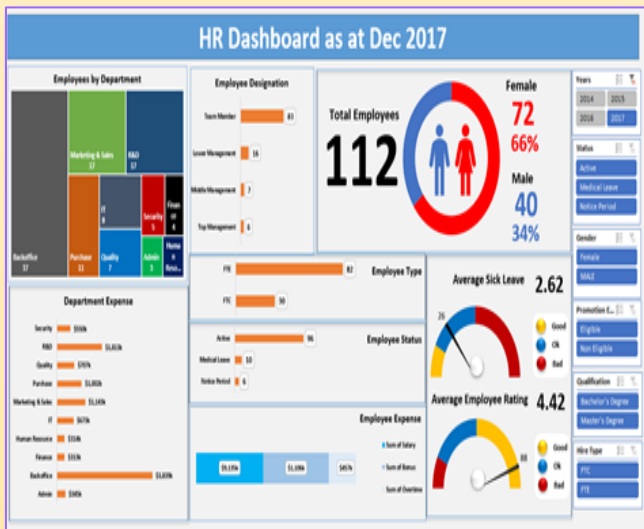 HR Dashboard as at Dec 2017
Employees by Department
Backoffice
37
Marketing & Sales
17
R&D
17
Purchase
11
IT
8
Quality
7
Security
5
Admin
3
Employee Designation
Team Member
83
Lower Management
16
Middle Management
7
Top Management
6
Total Employees
112
Female
72
66%
Male
40
34%
Years
2014
2015
2016
2017
Status
Active
Medical Leave
Notice Period
Gender
Female
MALE
Promotion E...
Eligible
Non Eligible
Qualification
Bachelor's Degree
Master's Degree
Hire Type
FTC
FTE
Employee Type
FTE
82
FTC
30
Employee Status
Active
96
Medical Leave
10
Notice Period
6
Employee Expense
Sum of Salary
Sum of Bonus
Sum of Overtime
$457k
Average Sick Leave
2.62
26
Good
Ok
Bad
Average Employee Rating
4.42
88
Good
Ok
Bad
Department Expense
Security
R&D
Quality
Purchase
Marketing & Sales
IT
Human Resource
Finance
Backoffice
Admin